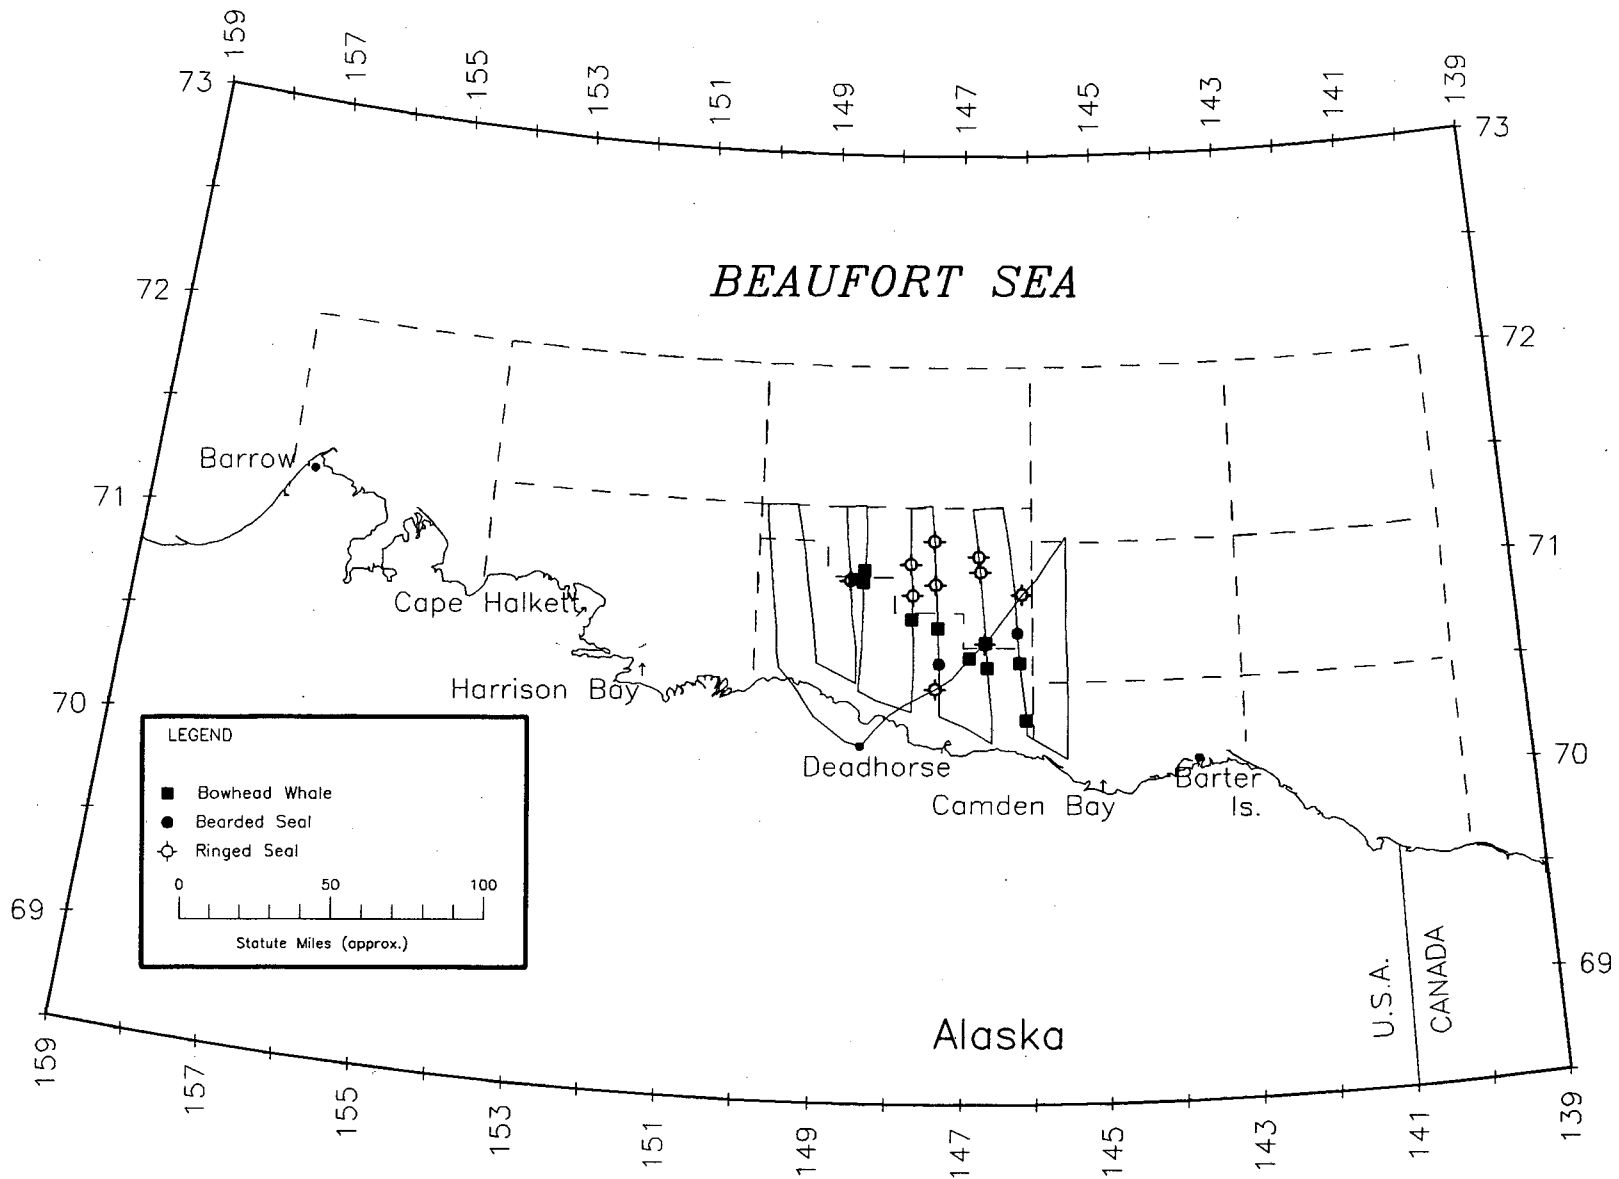 159
157
155
153
151
149
147
145
143
141
139
73
73
BEAUFORT SEA
72
72
Barrow
71
71
Cape Halkett
Harrison Bay
70
70
Deadhorse
Camden Bay
Barter
Is.
LEGEND
Bowhead Whale
Bearded Seal
Ringed Seal
0 50 100
Statute Miles (approx.)
69
69
U.S.A.
CANADA
Alaska
159
157
155
153
151
149
147
145
143
141
139